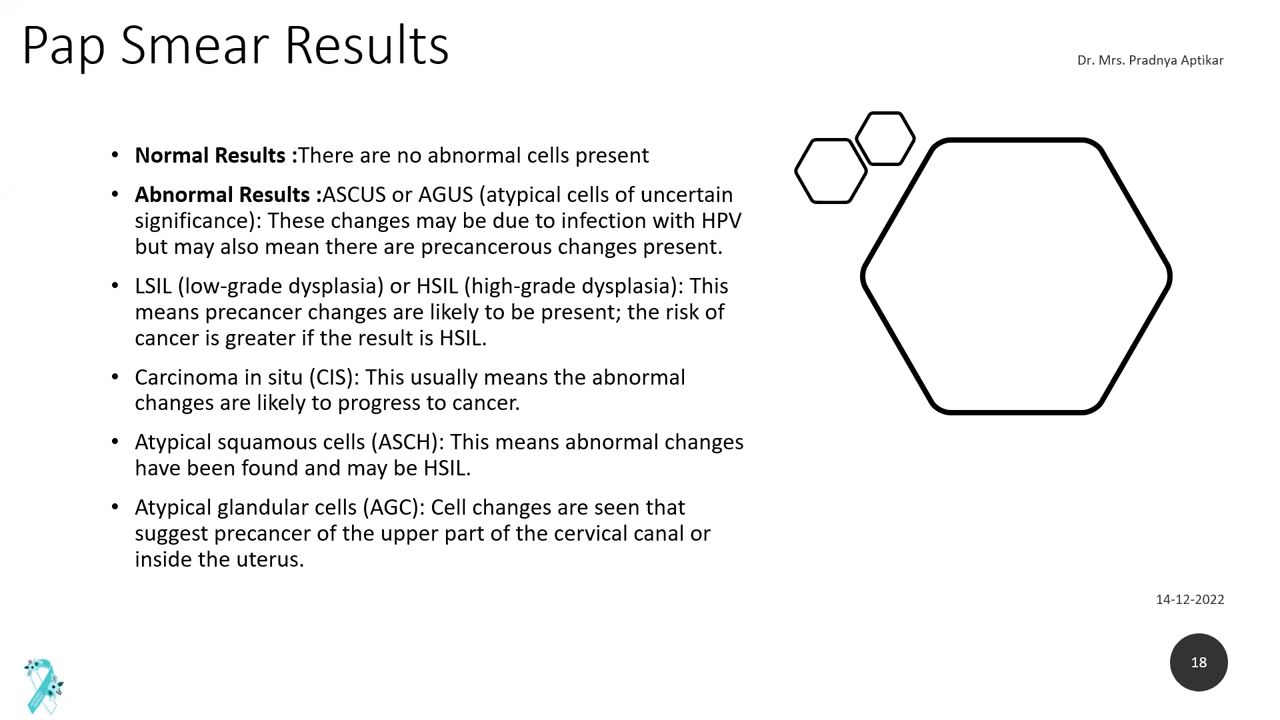 Pap Smear Results
Dr. Mrs. Pradnya Aptikar
• Normal Results :There are no abnormal cells present
• Abnormal Results :ASCUS or AGUS (atypical cells of uncertain
significance): These changes may be due to infection with HPV
but may also mean there are precancerous changes present.
• LSIL (low-grade dysplasia) or HSIL (high-grade dysplasia): This
means precancer changes are likely to be present; the risk of
cancer is greater if the result is HSIL.
• Carcinoma in situ (CIS): This usually means the abnormal
changes are likely to progress to cancer.
• Atypical squamous cells (ASCH): This means abnormal changes
have been found and may be HSIL.
• Atypical glandular cells (AGC): Cell changes are seen that
suggest precancer of the upper part of the cervical canal or
inside the uterus.
14-12-2022
18